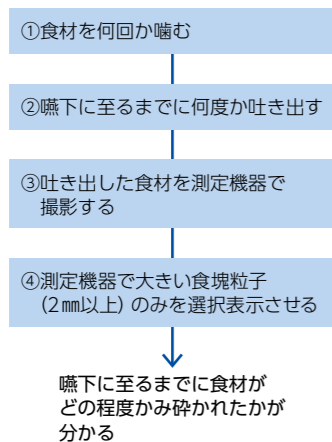 ①食材を何回か噛む
②嚥下に至るまでに何度か吐き出す
③吐き出した食材を測定機器で
撮影する
④測定機器で大きい食塊粒子
(2㎜以上) のみを選択表示させる
嚥下に至るまでに食材が
どの程度かみ砕かれたかが
分かる